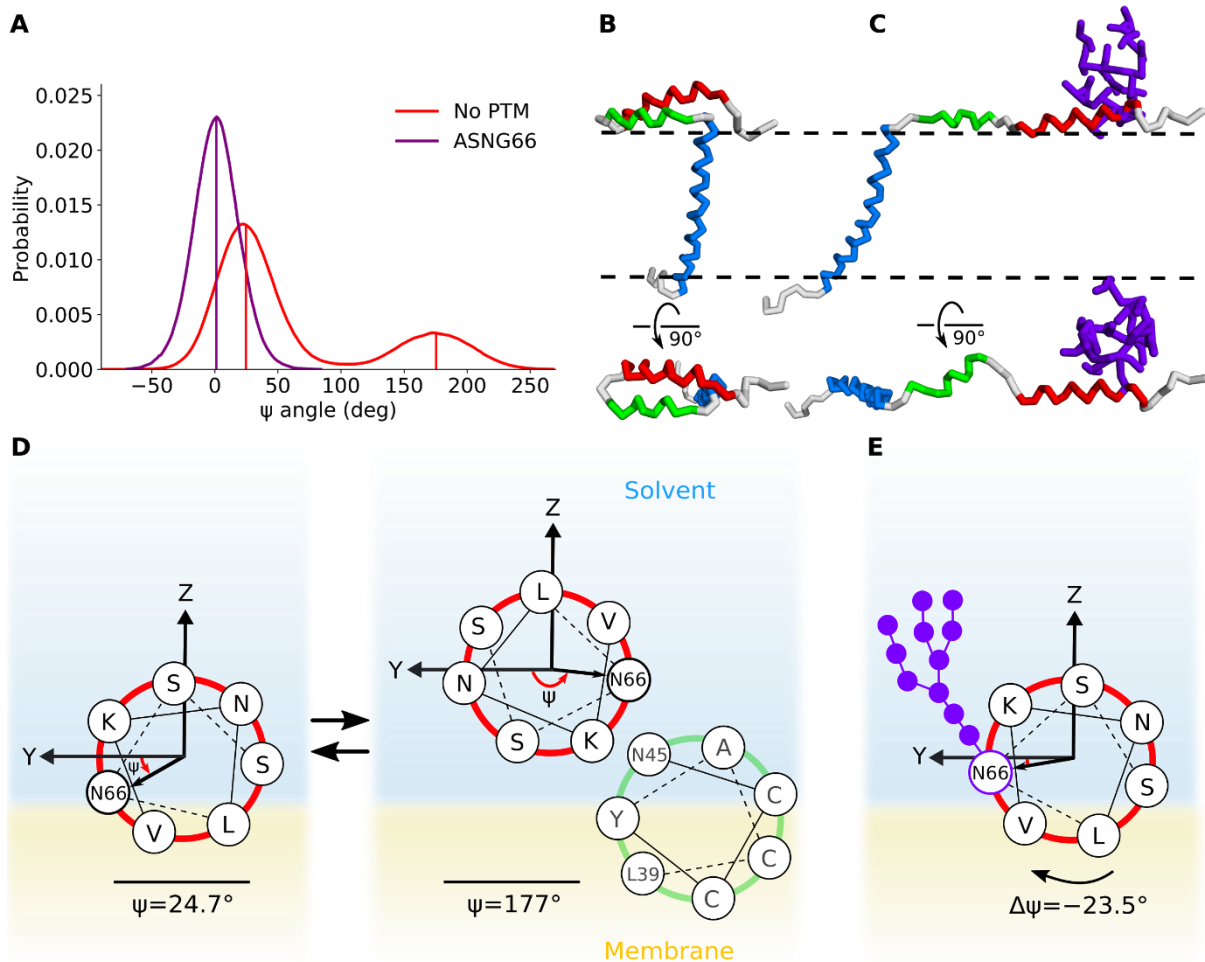 A
B
C
0.025
0.020
0.015
0.010
0.005
0.000
Probability
No PTM
ASNG66
−50
0
50
100
150
200
250
ψ angle (deg)
90°
90°
D
E
Solvent
Z
Y
ψ
S
N
S
L
V
N66
K
ψ=24.7°
Z
Y
ψ
L
V
N66
K
S
N
S
N45
A
C
C
C
L39
Y
ψ=177°
Membrane
Z
Y
S
N
S
L
V
N66
K
Δψ=−23.5°